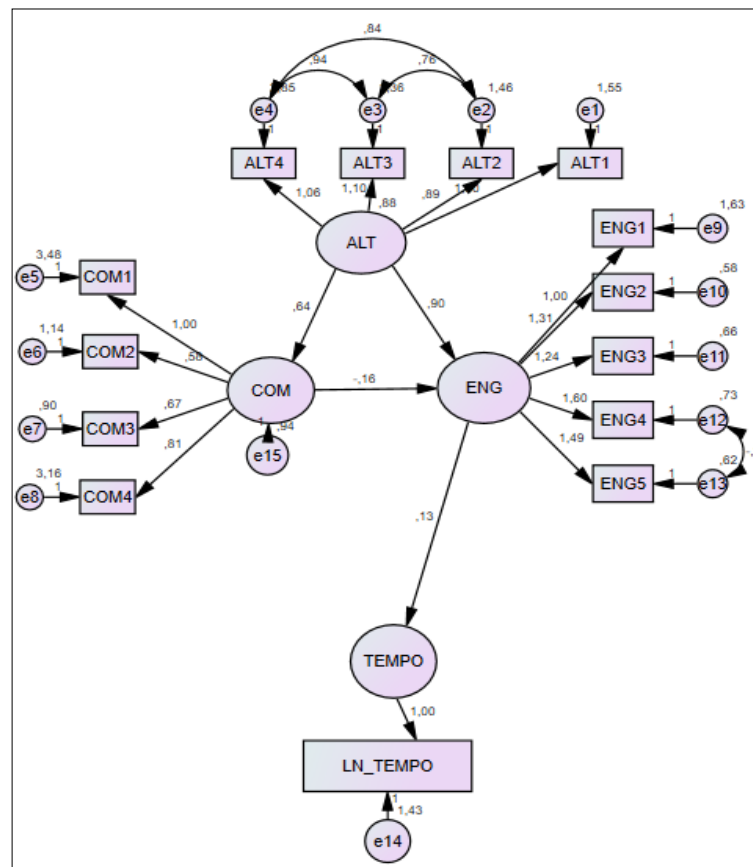 ,84
,94
,76
1,46
1,55
e4
e3
e2
e1
1
1
1
1
ALT4
ALT3
ALT2
ALT1
1,06
1,10
,88
,89
ALT
1,63
ENG1
1
e9
3,48
e5
1
COM1
,64
,90
1,00
,58
ENG2
1
e10
1,31
1,14
e6
1
COM2
1,00
,58
,66
ENG3
1
e11
1,24
,90
e7
1
COM3
,67
COM
-,16
ENG
1,60
,73
ENG4
1
e12
,81
1
,94
e15
1,49
3,16
e8
1
COM4
,62
ENG5
1
e13
,13
TEMPO
1,00
LN_TEMPO
1
1,43
e14